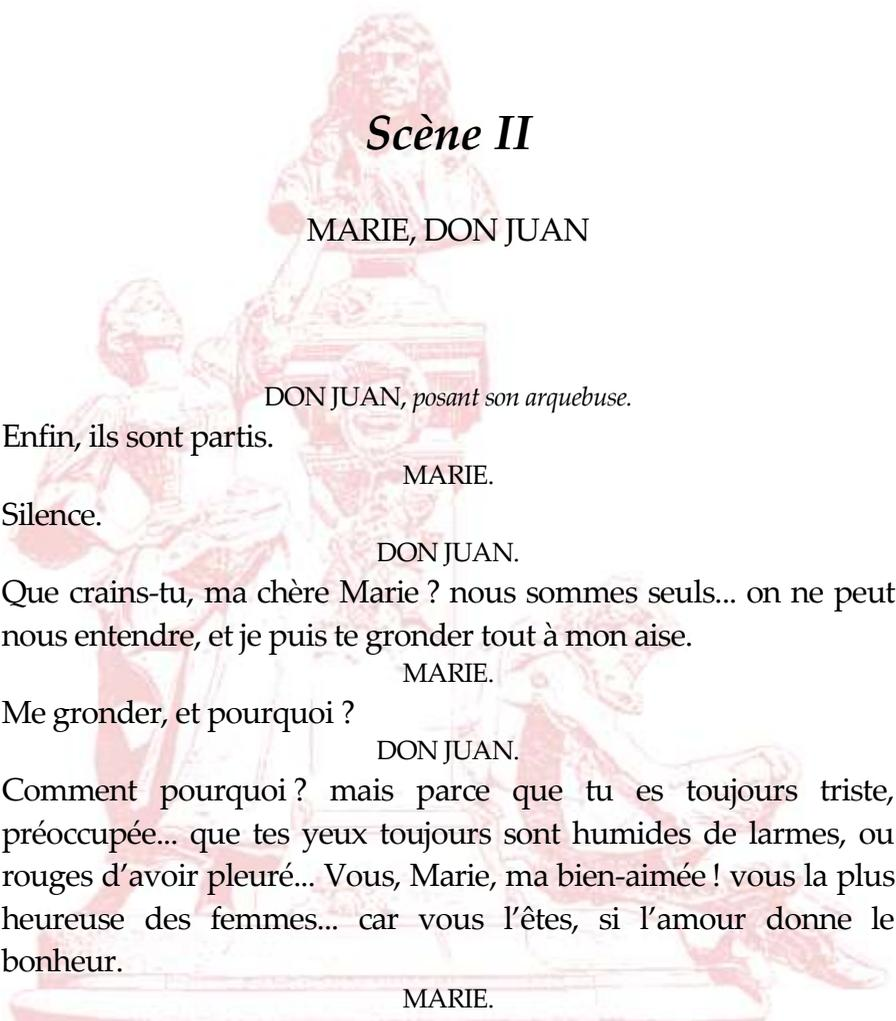 Scène II
MARIE, DON JUAN
DON JUAN, posant son arquebuse.
Enfin, ils sont partis.
MARIE.
Silence.
DON JUAN.
Que crains-tu, ma chère Marie ? nous sommes seuls... on ne peut
nous entendre, et je puis te gronder tout à mon aise.
MARIE.
Me gronder, et pourquoi ?
DON JUAN.
Comment pourquoi ? mais parce que tu es toujours triste,
préoccupée... que tes yeux toujours sont humides de larmes, ou
rouges d’avoir pleuré... Vous, Marie, ma bien-aimée ! vous la plus
heureuse des femmes... car vous l’êtes, si l’amour donne le
bonheur.
MARIE.